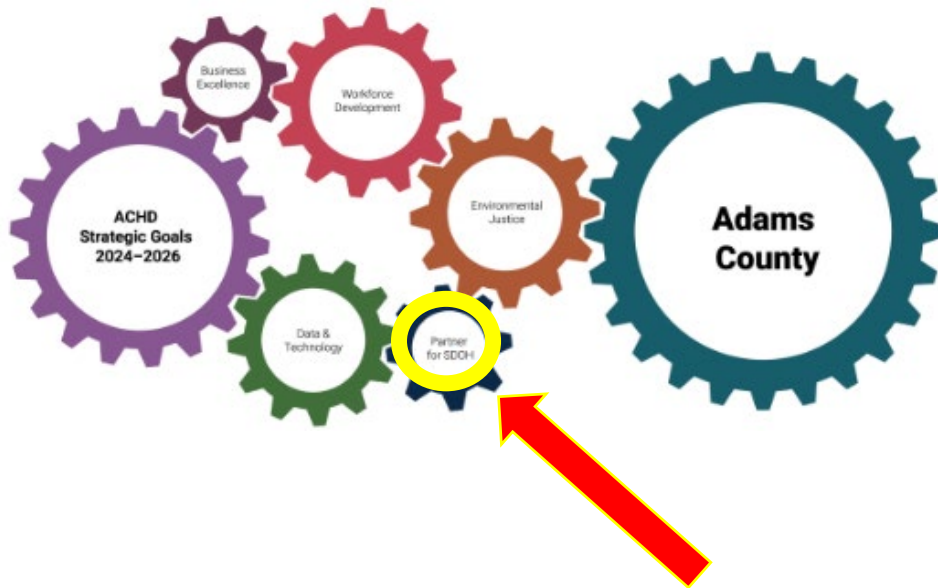 Business
Excellence
Workforce
Development
ACHD
Strategic Goals
2024–2026
Environmental
Justice
Adams
County
Data &
Technology
Partner
for SDOH